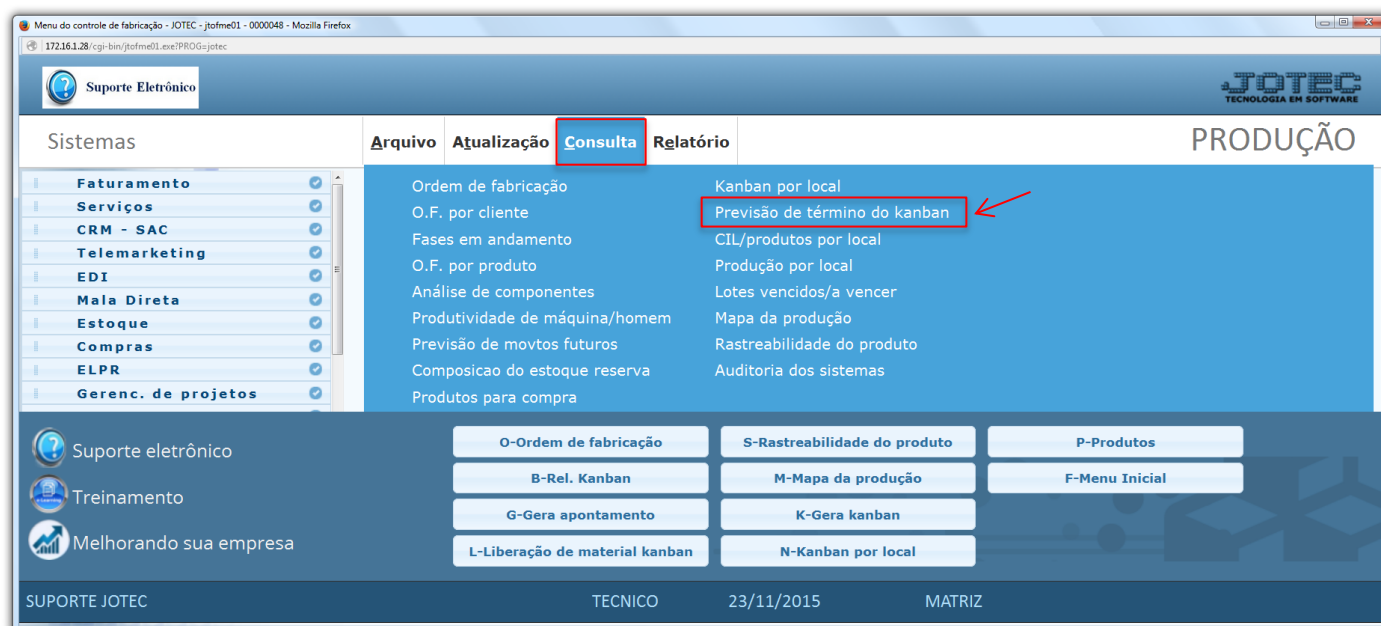 Menu do controle de fabricação - JOTEC - jtofme01 - 0000048 - Mozilla Firefox
172.16.1.28/cgi-bin/jtofme01.exe?PROG=jotec
Suporte Eletrônico
JOTEC
TECNOLOGIA EM SOFTWARE
Sistemas
Arquivo Atualização Consulta Relatório
PRODUÇÃO
Faturamento
Serviços
CRM - SAC
Telemarketing
EDI
Mala Direta
Estoque
Compras
ELPR
Gerenc. de projetos
Ordem de fabricação
O.F. por cliente
Fases em andamento
O.F. por produto
Análise de componentes
Produtividade de máquina/homem
Previsão de movtos futuros
Composicao do estoque reserva
Produtos para compra
Kanban por local
Previsão de término do kanban
CIL/produtos por local
Produção por local
Lotes vencidos/a vencer
Mapa da produção
Rastreabilidade do produto
Auditoria dos sistemas
Suporte eletrônico
Treinamento
Melhorando sua empresa
O-Ordem de fabricação
S-Rastreabilidade do produto
P-Produtos
B-Rel. Kanban
M-Mapa da produção
F-Menu Inicial
G-Gera apontamento
K-Gera kanban
L-Liberação de material kanban
N-Kanban por local
SUPORTE JOTEC TECNICO 23/11/2015 MATRIZ